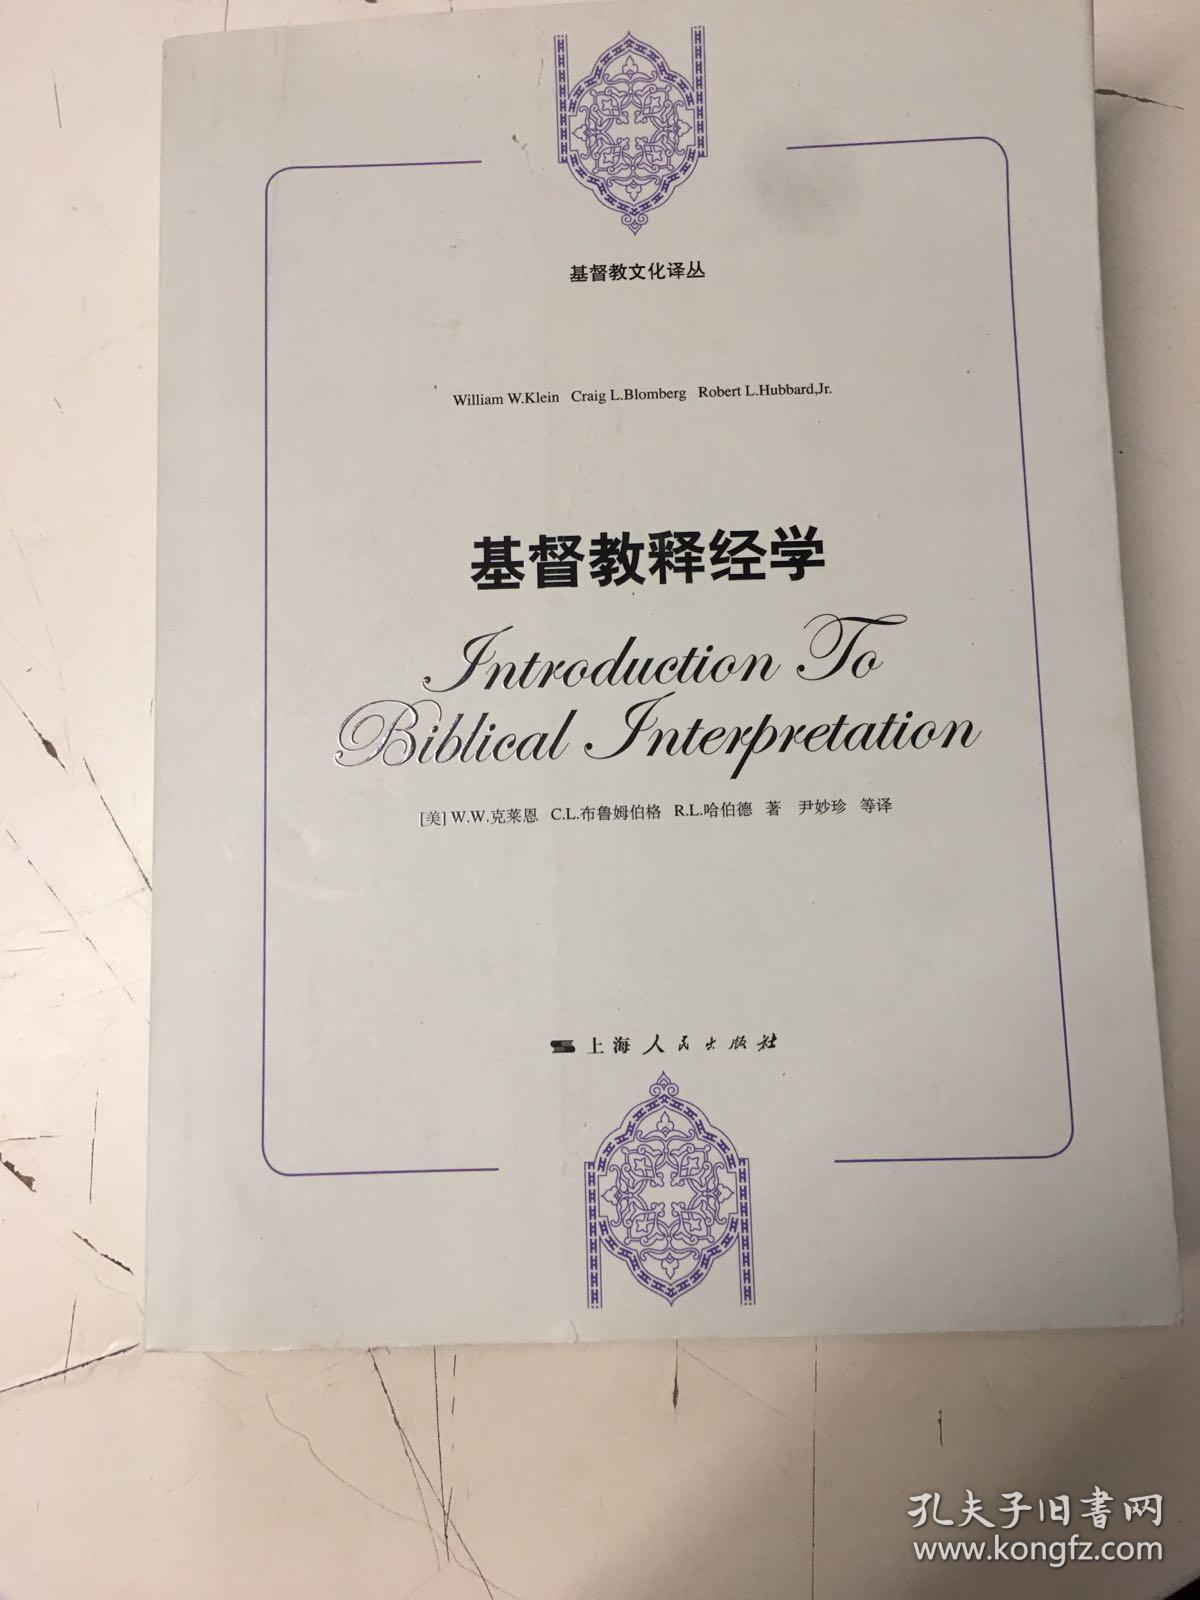 基督教文化译丛
William W.Klein Craig L.Blomberg Robert L.Hubbard,Jr.
基督教释经学
Introduction To
Biblical Interpretation
[美] W.W.克莱恩 C.L.布鲁姆伯格 R.L.哈伯德 著 尹妙珍 等译
上海人民出版社
孔夫子旧书网
www.kongfz.com